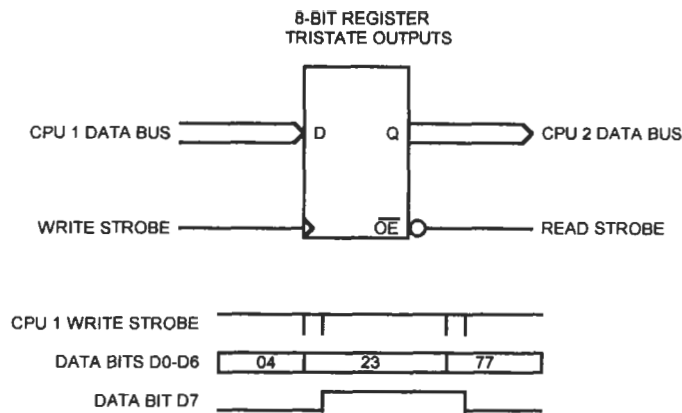 8-BIT REGISTER
TRISTATE OUTPUTS
CPU 1 DATA BUS
D
Q
CPU 2 DATA BUS
WRITE STROBE
OE
READ STROBE
CPU 1 WRITE STROBE
DATA BITS D0-D6
04
23
77
DATA BIT D7